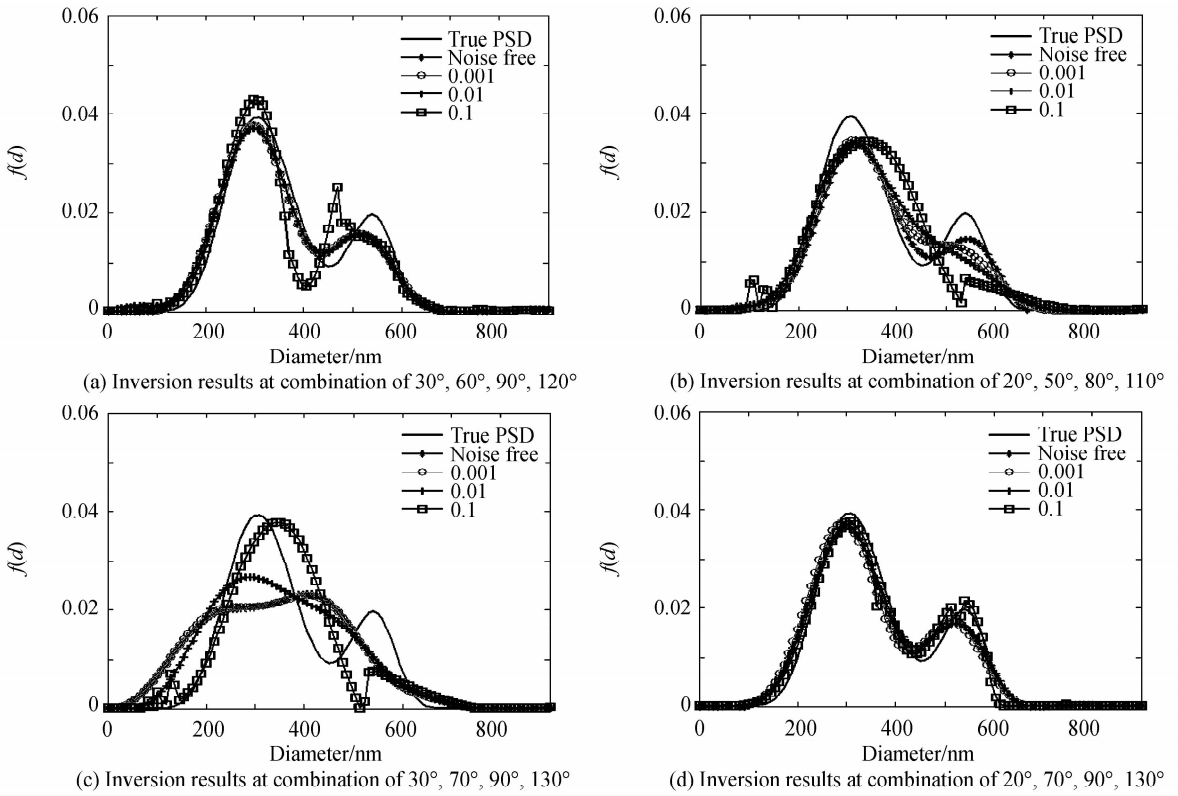 0.06
True PSD
Noise free
0.001
0.01
0.1
0.04
f(d)
0.02
0
0 200 400 600 800
Diameter/nm
(a) Inversion results at combination of 30°, 60°, 90°, 120°
0.06
True PSD
Noise free
0.001
0.01
0.1
0.04
f(d)
0.02
0
0 200 400 600 800
Diameter/nm
(b) Inversion results at combination of 20°, 50°, 80°, 110°
0.06
True PSD
Noise free
0.001
0.01
0.1
0.04
f(d)
0.02
0
0 200 400 600 800
Diameter/nm
(c) Inversion results at combination of 30°, 70°, 90°, 130°
0.06
True PSD
Noise free
0.001
0.01
0.1
0.04
f(d)
0.02
0
0 200 400 600 800
Diameter/nm
(d) Inversion results at combination of 20°, 70°, 90°, 130°